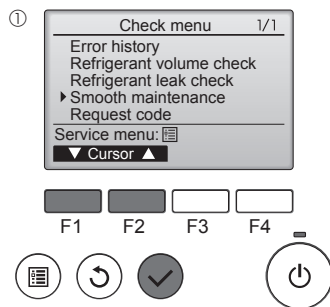 ①
Check menu 1/1
Error history
Refrigerant volume check
Refrigerant leak check
Smooth maintenance
Request code
Service menu:
▼ Cursor ▲
F1 F2 F3 F4